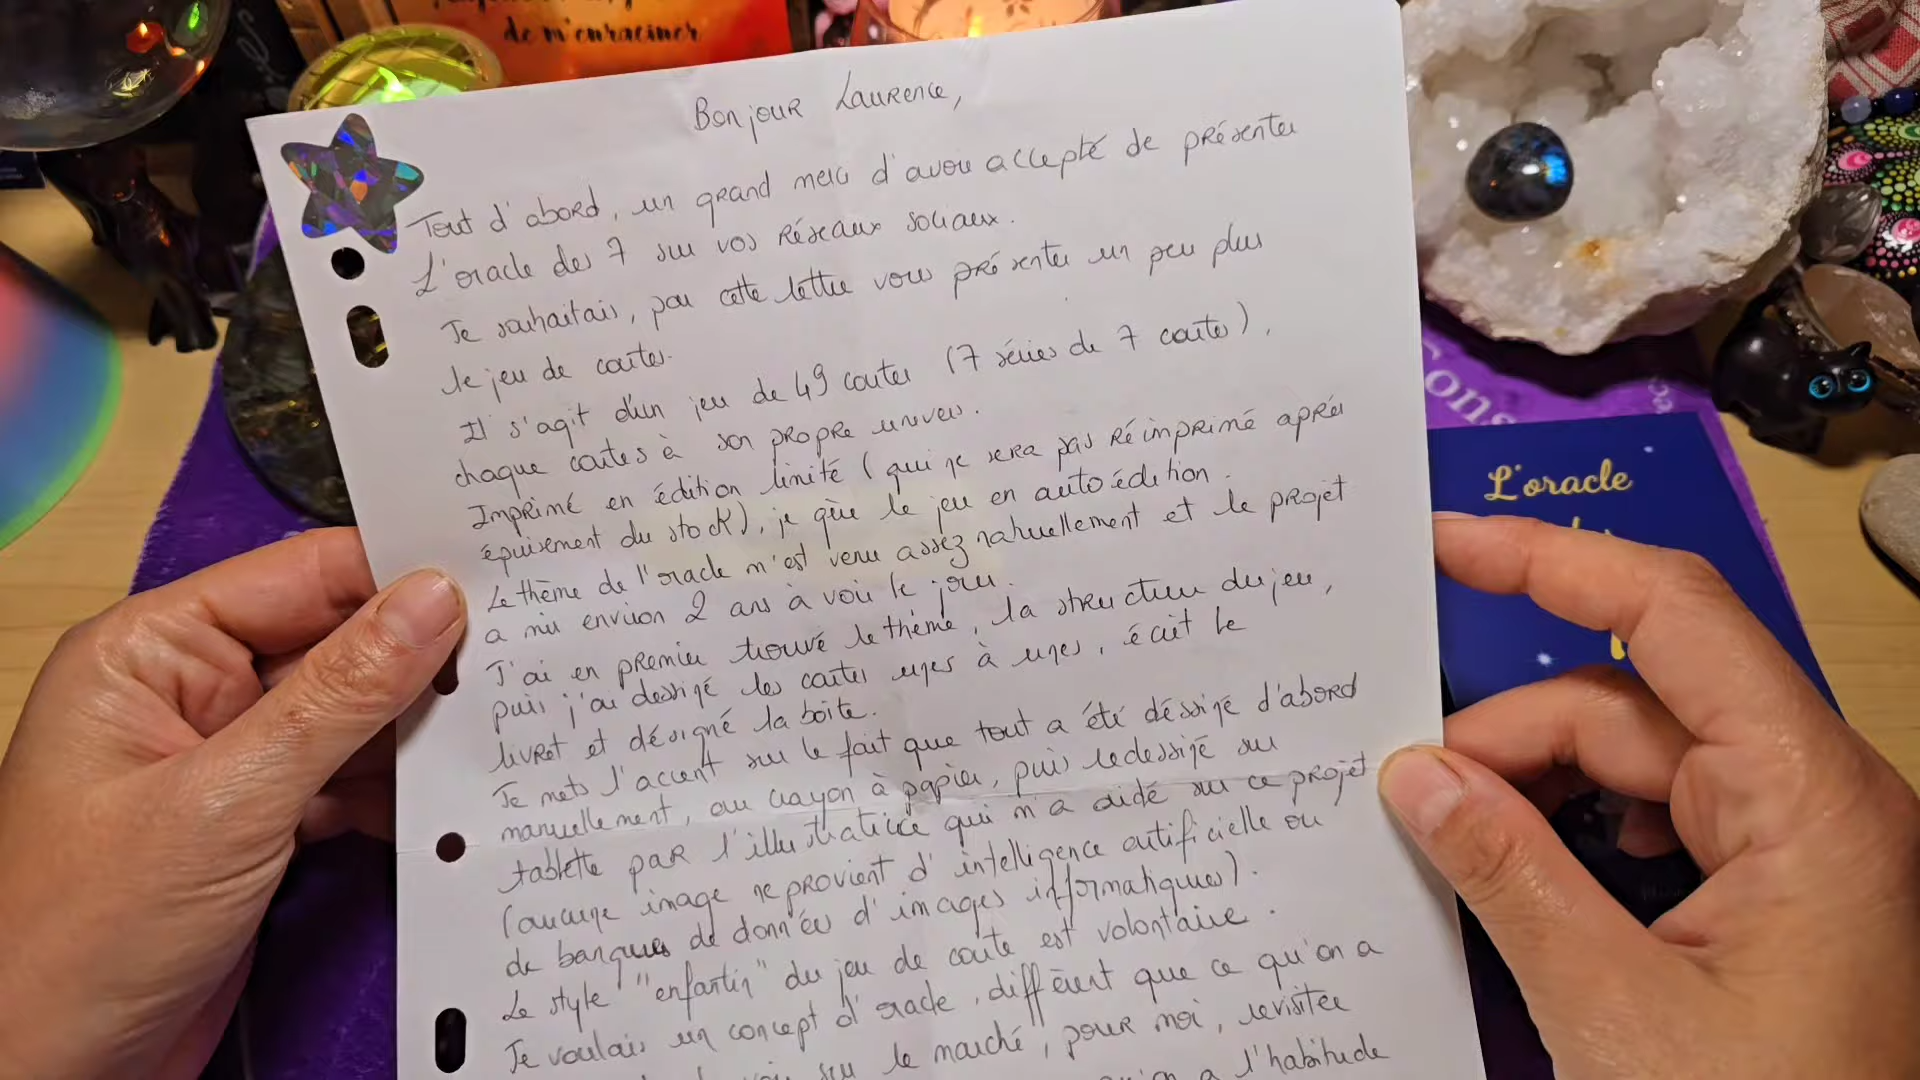 de m'enraciner
Bonjour Laurence,
Tout d'abord, un grand merci d'avoir accepté de présenter
L'oracle des 7 sur vos réseaux sociaux.
Je souhaitais, par cette lettre vous présenter un peu plus
le jeu de cartes.
Il s'agit d'un jeu de 49 cartes (7 séries de 7 cartes),
chaque cartes à son propre univers.
Imprimé en édition limité (qui ne sera pas réimprimé après
épuisement du stock), je gère le jeu en auto édition.
Le thème de l'oracle m'est venu assez naturellement et le projet
a mis environ 2 ans à voir le jour.
J'ai en premier trouvé le thème, la structure du jeu,
puis j'ai dessiné les cartes unes à unes, écrit le
livret et désigné la boîte.
Je mets l'accent sur le fait que tout a été déssiné d'abord
manuellement, au crayon à papier, puis redessiné sur
tablette par l'illustratrice qui m'a aidé sur ce projet
(aucune image ne provient d'intelligence artificielle ou
de banques de données d'images informatiques).
Le style "enfantin" du jeu de carte est volontaire.
Je voulais un concept d'oracle, différent que ce qu'on a
sur le marché, pour moi, revisiter
qu'on a l'habitude
L'oracle
ons